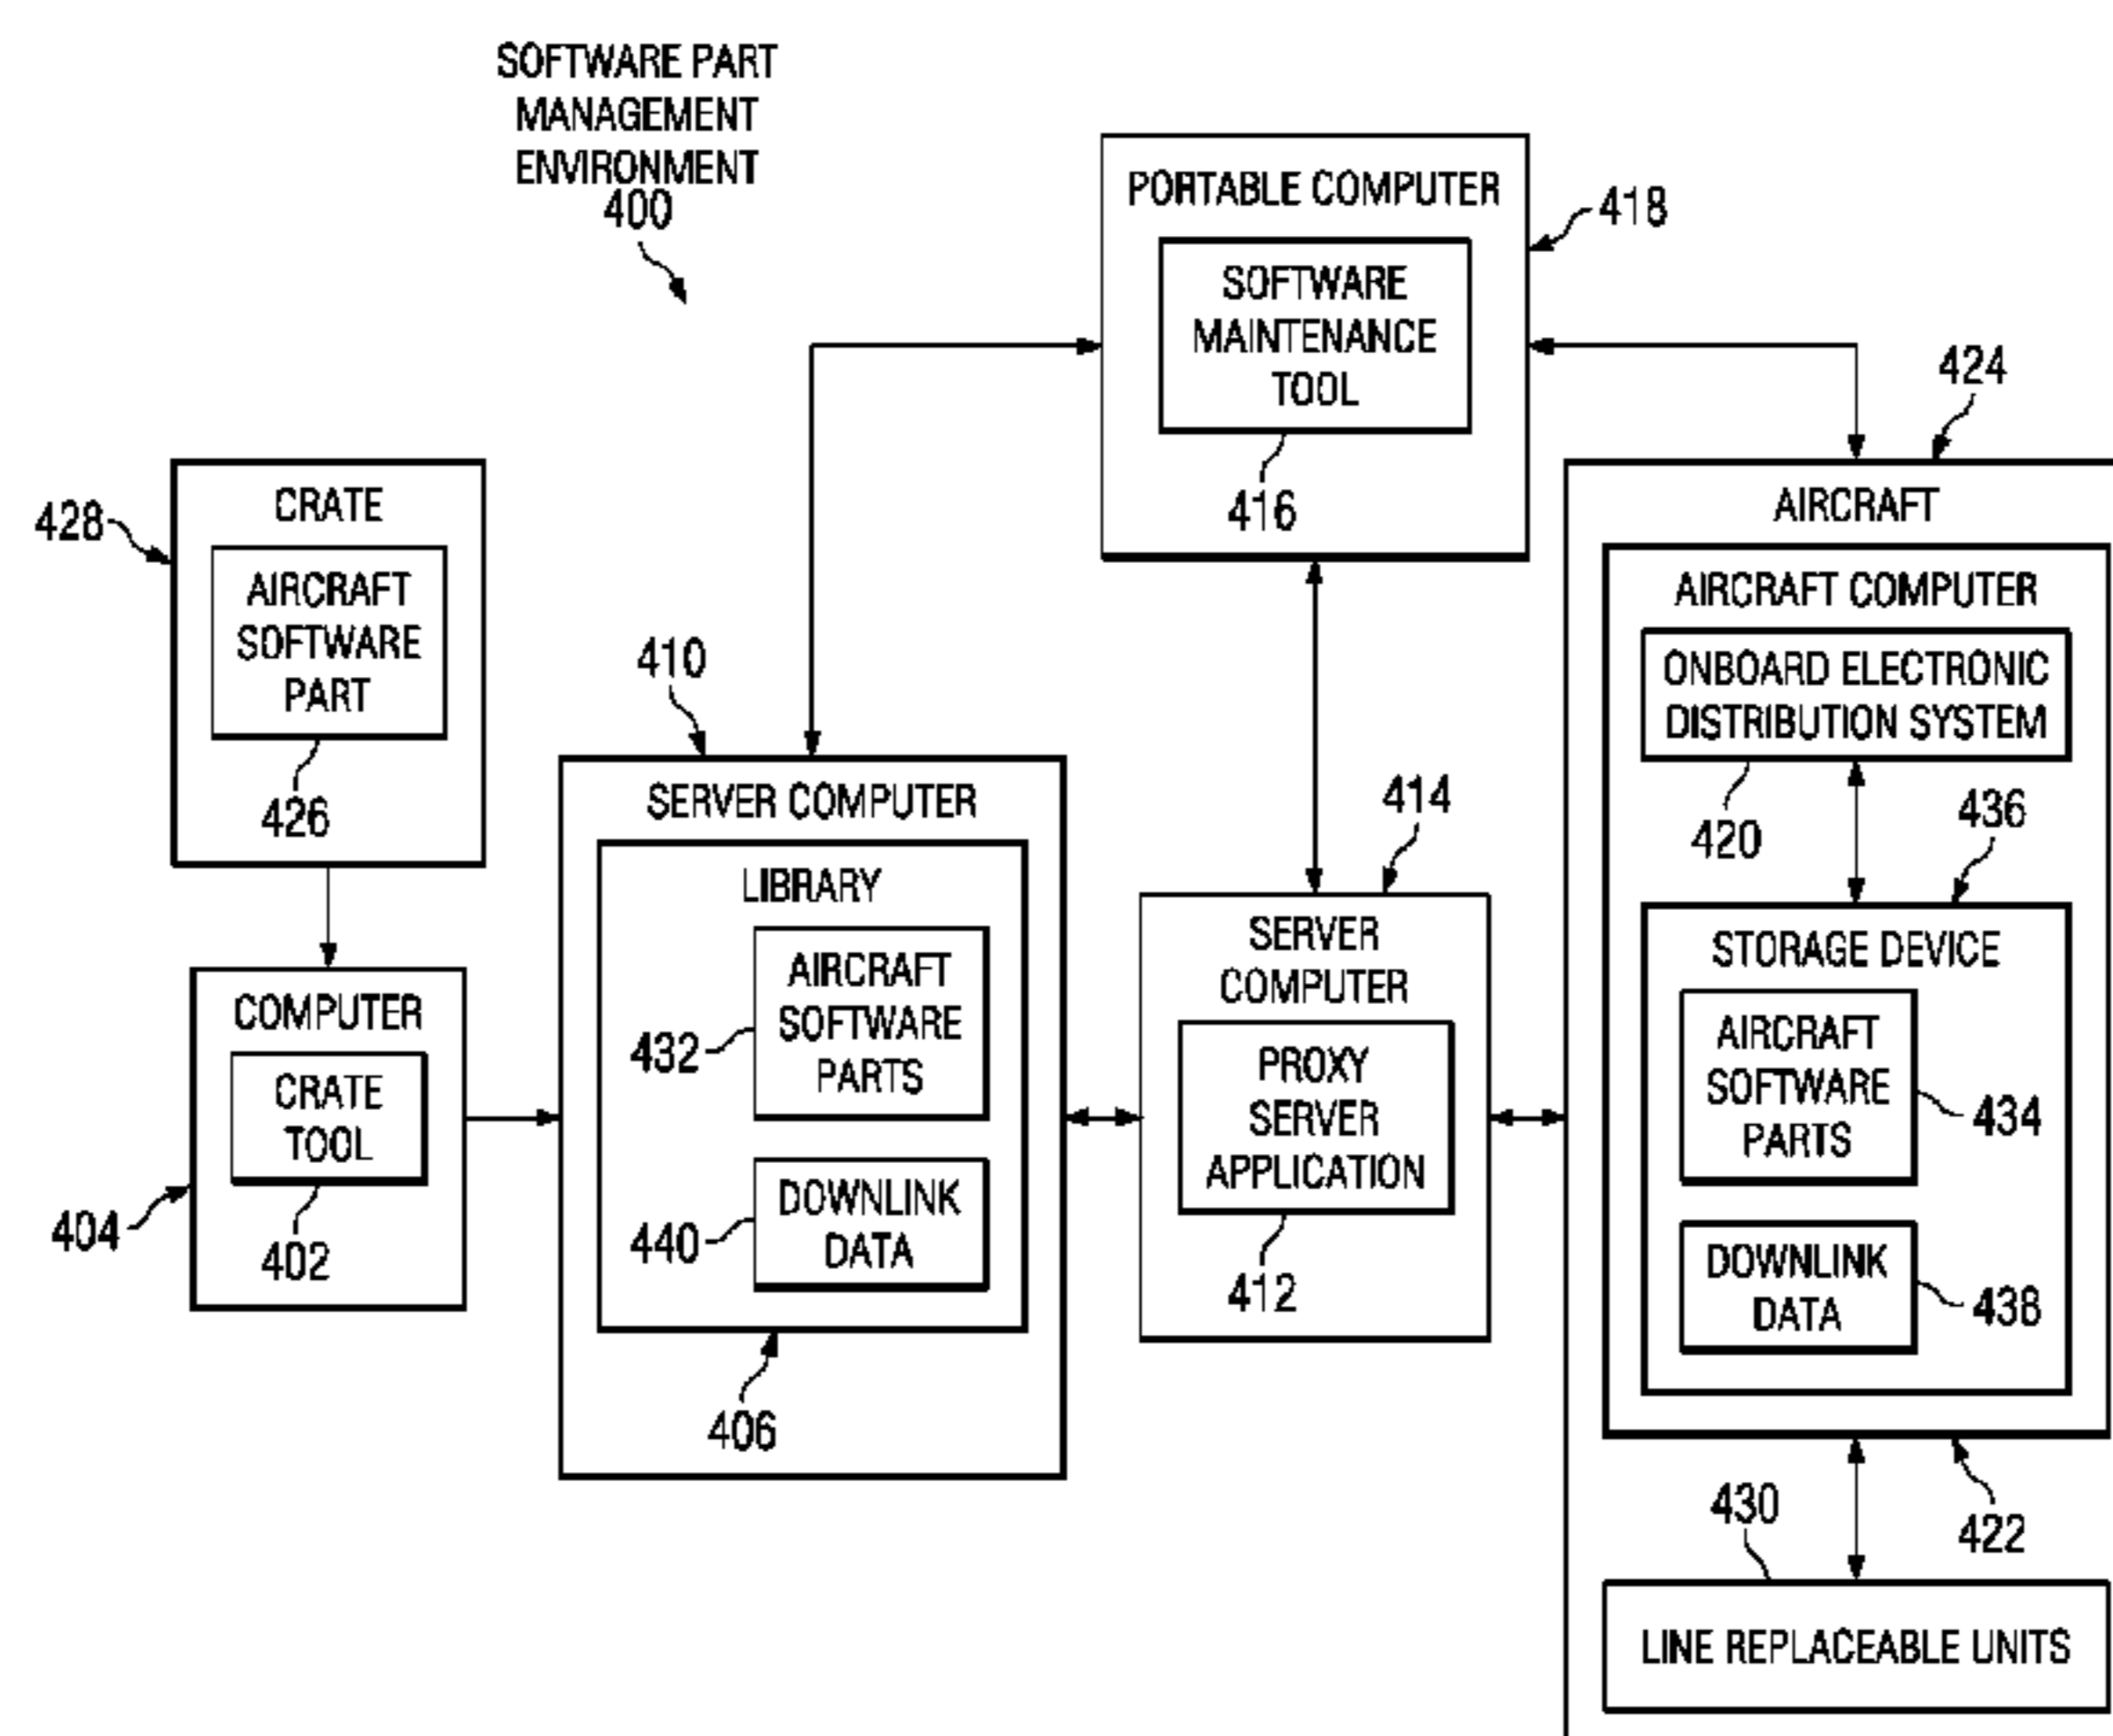 SOFTWARE PART
MANAGEMENT
ENVIRONMENT
400
PORTABLE COMPUTER
418
SOFTWARE
MAINTENANCE
TOOL
416
428
CRATE
AIRCRAFT
SOFTWARE
PART
426
COMPUTER
CRATE
TOOL
402
404
410
SERVER COMPUTER
LIBRARY
432
AIRCRAFT
SOFTWARE
PARTS
440
DOWNLINK
DATA
406
414
SERVER
COMPUTER
PROXY
SERVER
APPLICATION
412
424
AIRCRAFT
AIRCRAFT COMPUTER
ONBOARD ELECTRONIC
DISTRIBUTION SYSTEM
420
436
STORAGE DEVICE
AIRCRAFT
SOFTWARE
PARTS
434
DOWNLINK
DATA
438
430
422
LINE REPLACEABLE UNITS